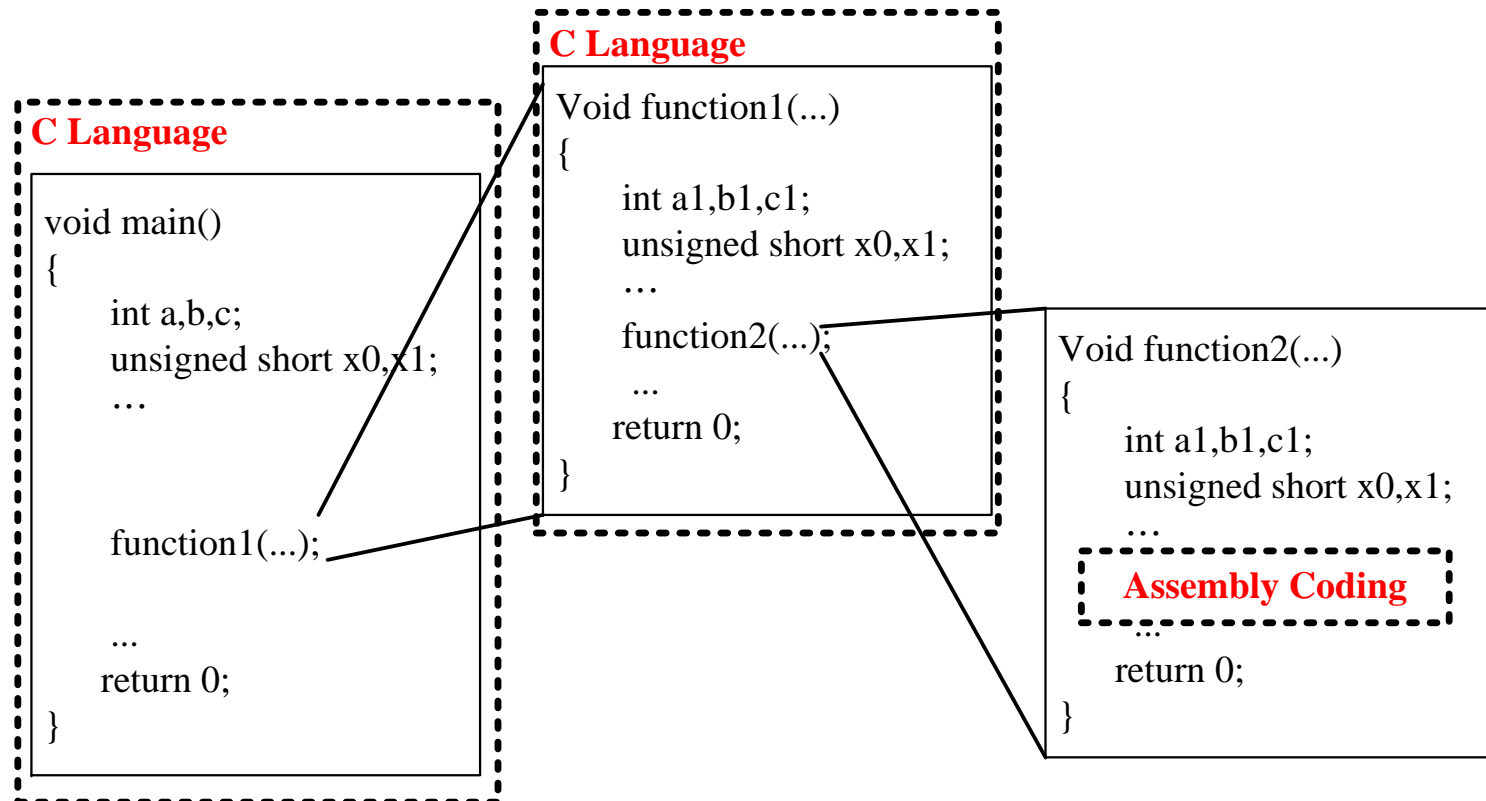 C Language
void main()
{
int a,b,c;
unsigned short x0,x1;
…
function1(...);
...
return 0;
}
C Language
Void function1(...)
{
int a1,b1,c1;
unsigned short x0,x1;
…
function2(...);
...
return 0;
}
Void function2(...)
{
int a1,b1,c1;
unsigned short x0,x1;
…
Assembly Coding
...
return 0;
}